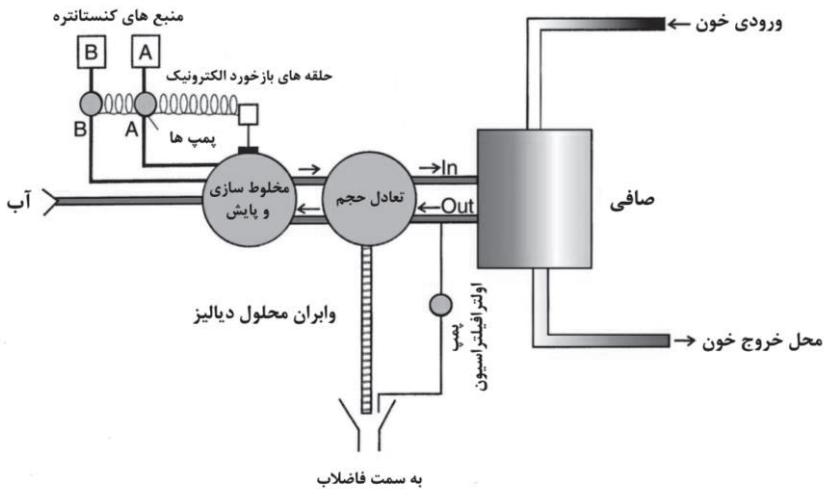 منبع های کنستانتره
B
A
حلقه های بازخورد الکترونیک
B
A
پمپ ها
ورودی خون ←
→ In
مخلوط سازی
و پایش
تعادل حجم
← Out
صافی
آب
وابران محلول دیالیز
پمپ
اولترافیلتراسیون
محل خروج خون →
به سمت فاضلاب